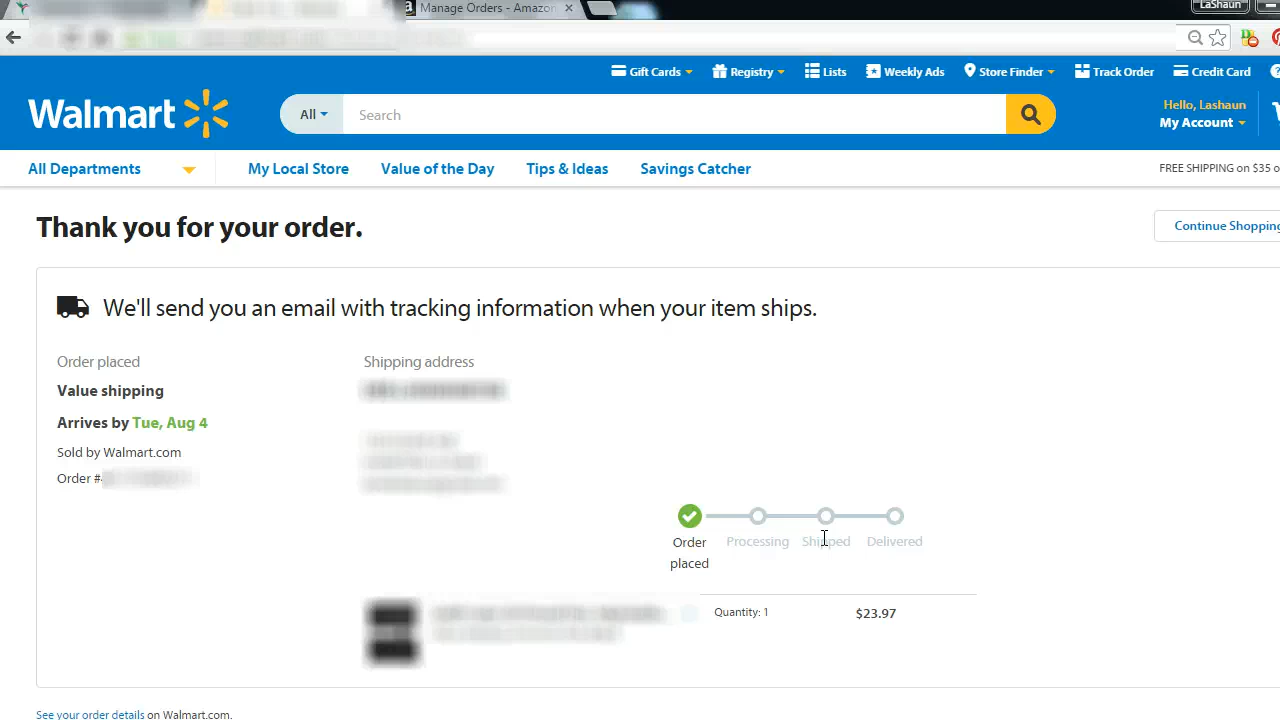 Manage Orders - Amazon
LaShaun
Gift Cards
Registry
Lists
Weekly Ads
Store Finder
Track Order
Credit Card
Walmart
All
Search
Hello, Lashaun
My Account
All Departments
My Local Store
Value of the Day
Tips & Ideas
Savings Catcher
FREE SHIPPING on $35 o
Thank you for your order.
Continue Shopping
We'll send you an email with tracking information when your item ships.
Order placed
Shipping address
Value shipping
Arrives by Tue, Aug 4
Sold by Walmart.com
Order #
Order placed
Processing
Shipped
Delivered
Quantity: 1
$23.97
See your order details on Walmart.com.